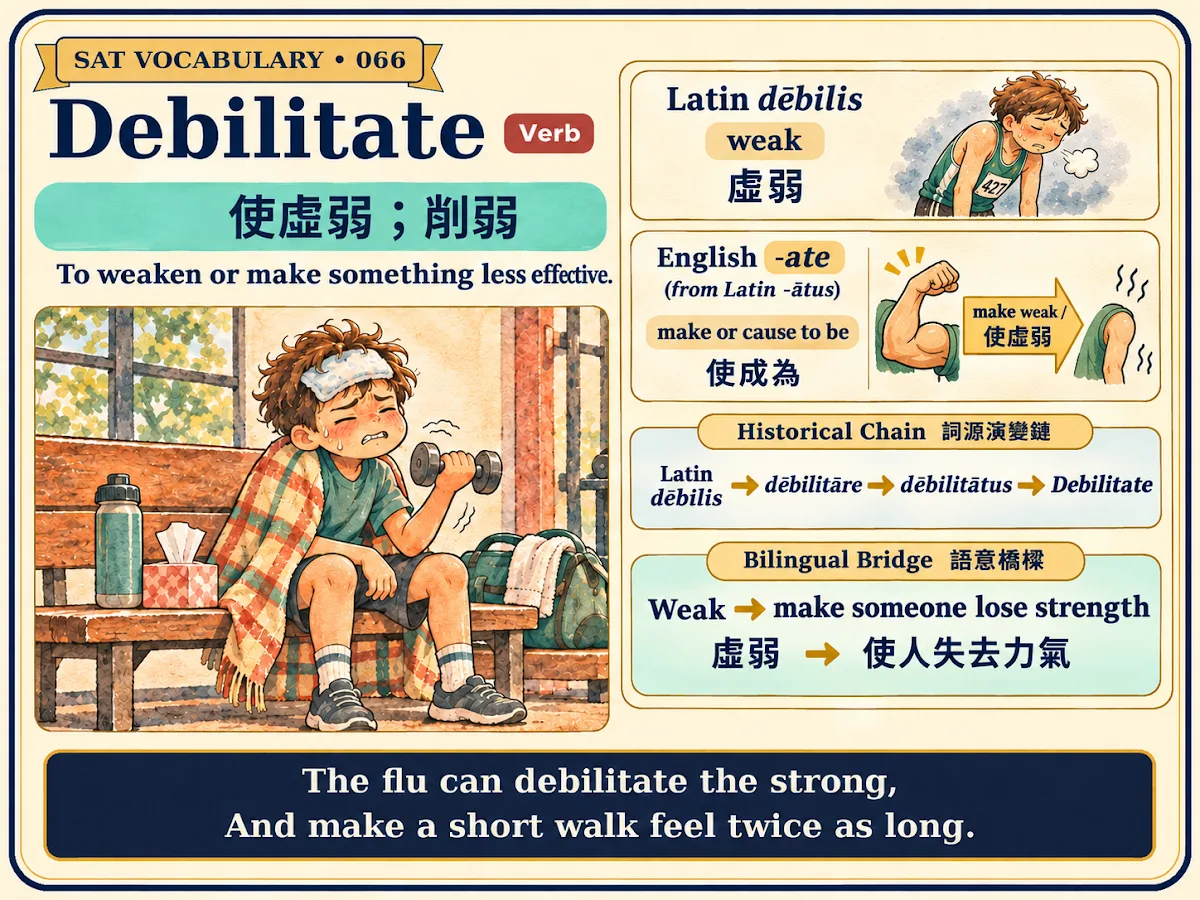 SAT VOCABULARY • 066
Debilitate
Verb
使虛弱；削弱
To weaken or make something less effective.
Latin dēbilis
weak
虛弱
427
English -ate
(from Latin -ātus)
make or cause to be
使成為
make weak /
使虛弱
Historical Chain 詞源演變鏈
Latin
dēbilis → dēbilitāre → dēbilitātus → Debilitate
Bilingual Bridge 語意橋樑
Weak → make someone lose strength
虛弱 → 使人失去力氣
The flu can debilitate the strong,
And make a short walk feel twice as long.